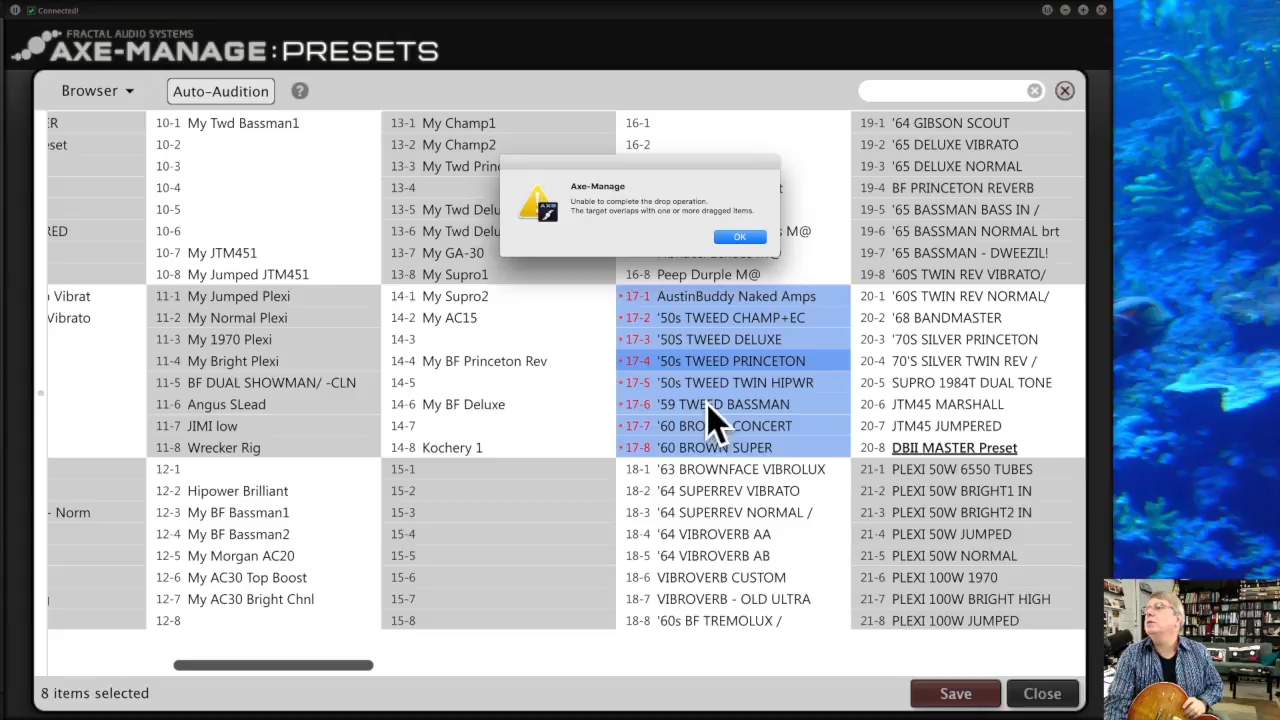 Connected!
FRACTAL AUDIO SYSTEMS
AXE-MANAGE:PRESETS
Browser
Auto-Audition
?
ER
eset
RED
Vibrat
Vibrato
- Norm
10-1 My Twd Bassman1
10-2
10-3
10-4
10-5
10-6
10-7 My JTM451
10-8 My Jumped JTM451
11-1 My Jumped Plexi
11-2 My Normal Plexi
11-3 My 1970 Plexi
11-4 My Bright Plexi
11-5 BF DUAL SHOWMAN/ -CLN
11-6 Angus SLead
11-7 JIMI low
11-8 Wrecker Rig
12-1
12-2 Hipower Brilliant
12-3 My BF Bassman1
12-4 My BF Bassman2
12-5 My Morgan AC20
12-6 My AC30 Top Boost
12-7 My AC30 Bright Chnl
12-8
13-1 My Champ1
13-2 My Champ2
13-3 My Twd Prin
13-4
13-5 My Twd Delu
13-6 My Twd Delu
13-7 My GA-30
13-8 My Supro1
14-1 My Supro2
14-2 My AC15
14-3
14-4 My BF Princeton Rev
14-5
14-6 My BF Deluxe
14-7
14-8 Kochery 1
15-1
15-2
15-3
15-4
15-5
15-6
15-7
15-8
16-1
16-2
s M@
16-8 Peep Durple M@
17-1 AustinBuddy Naked Amps
17-2 '50s TWEED CHAMP+EC
17-3 '50S TWEED DELUXE
17-4 '50s TWEED PRINCETON
17-5 '50s TWEED TWIN HIPWR
17-6 '59 TWEED BASSMAN
17-7 '60 BROWN CONCERT
17-8 '60 BROWN SUPER
18-1 '63 BROWNFACE VIBROLUX
18-2 '64 SUPERREV VIBRATO
18-3 '64 SUPERREV NORMAL /
18-4 '64 VIBROVERB AA
18-5 '64 VIBROVERB AB
18-6 VIBROVERB CUSTOM
18-7 VIBROVERB - OLD ULTRA
18-8 '60s BF TREMOLUX /
19-1 '64 GIBSON SCOUT
19-2 '65 DELUXE VIBRATO
19-3 '65 DELUXE NORMAL
19-4 BF PRINCETON REVERB
19-5 '65 BASSMAN BASS IN /
19-6 '65 BASSMAN NORMAL brt
19-7 '65 BASSMAN - DWEEZIL!
19-8 '60S TWIN REV VIBRATO/
20-1 '60S TWIN REV NORMAL/
20-2 '68 BANDMASTER
20-3 '70S SILVER PRINCETON
20-4 70'S SILVER TWIN REV /
20-5 SUPRO 1984T DUAL TONE
20-6 JTM45 MARSHALL
20-7 JTM45 JUMPERED
20-8 DBII MASTER Preset
21-1 PLEXI 50W 6550 TUBES
21-2 PLEXI 50W BRIGHT1 IN
21-3 PLEXI 50W BRIGHT2 IN
21-4 PLEXI 50W JUMPED
21-5 PLEXI 50W NORMAL
21-6 PLEXI 100W 1970
21-7 PLEXI 100W BRIGHT HIGH
21-8 PLEXI 100W JUMPED
Axe-Manage
Unable to complete the drop operation.
The target overlaps with one or more dragged items.
AXE
OK
8 items selected
Save
Close